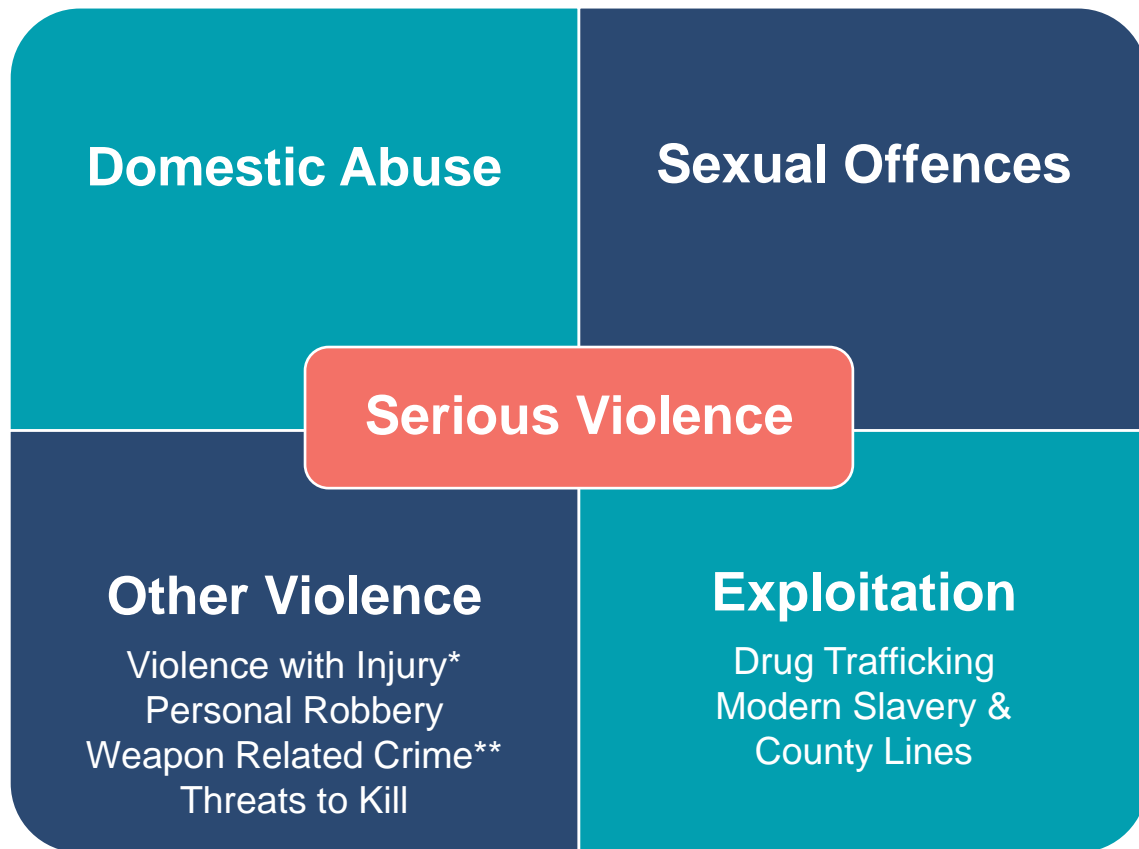 Domestic Abuse
Sexual Offences
Serious Violence
Other Violence
Violence with Injury*
Personal Robbery
Weapon Related Crime**
Threats to Kill
Exploitation
Drug Trafficking
Modern Slavery &
County Lines